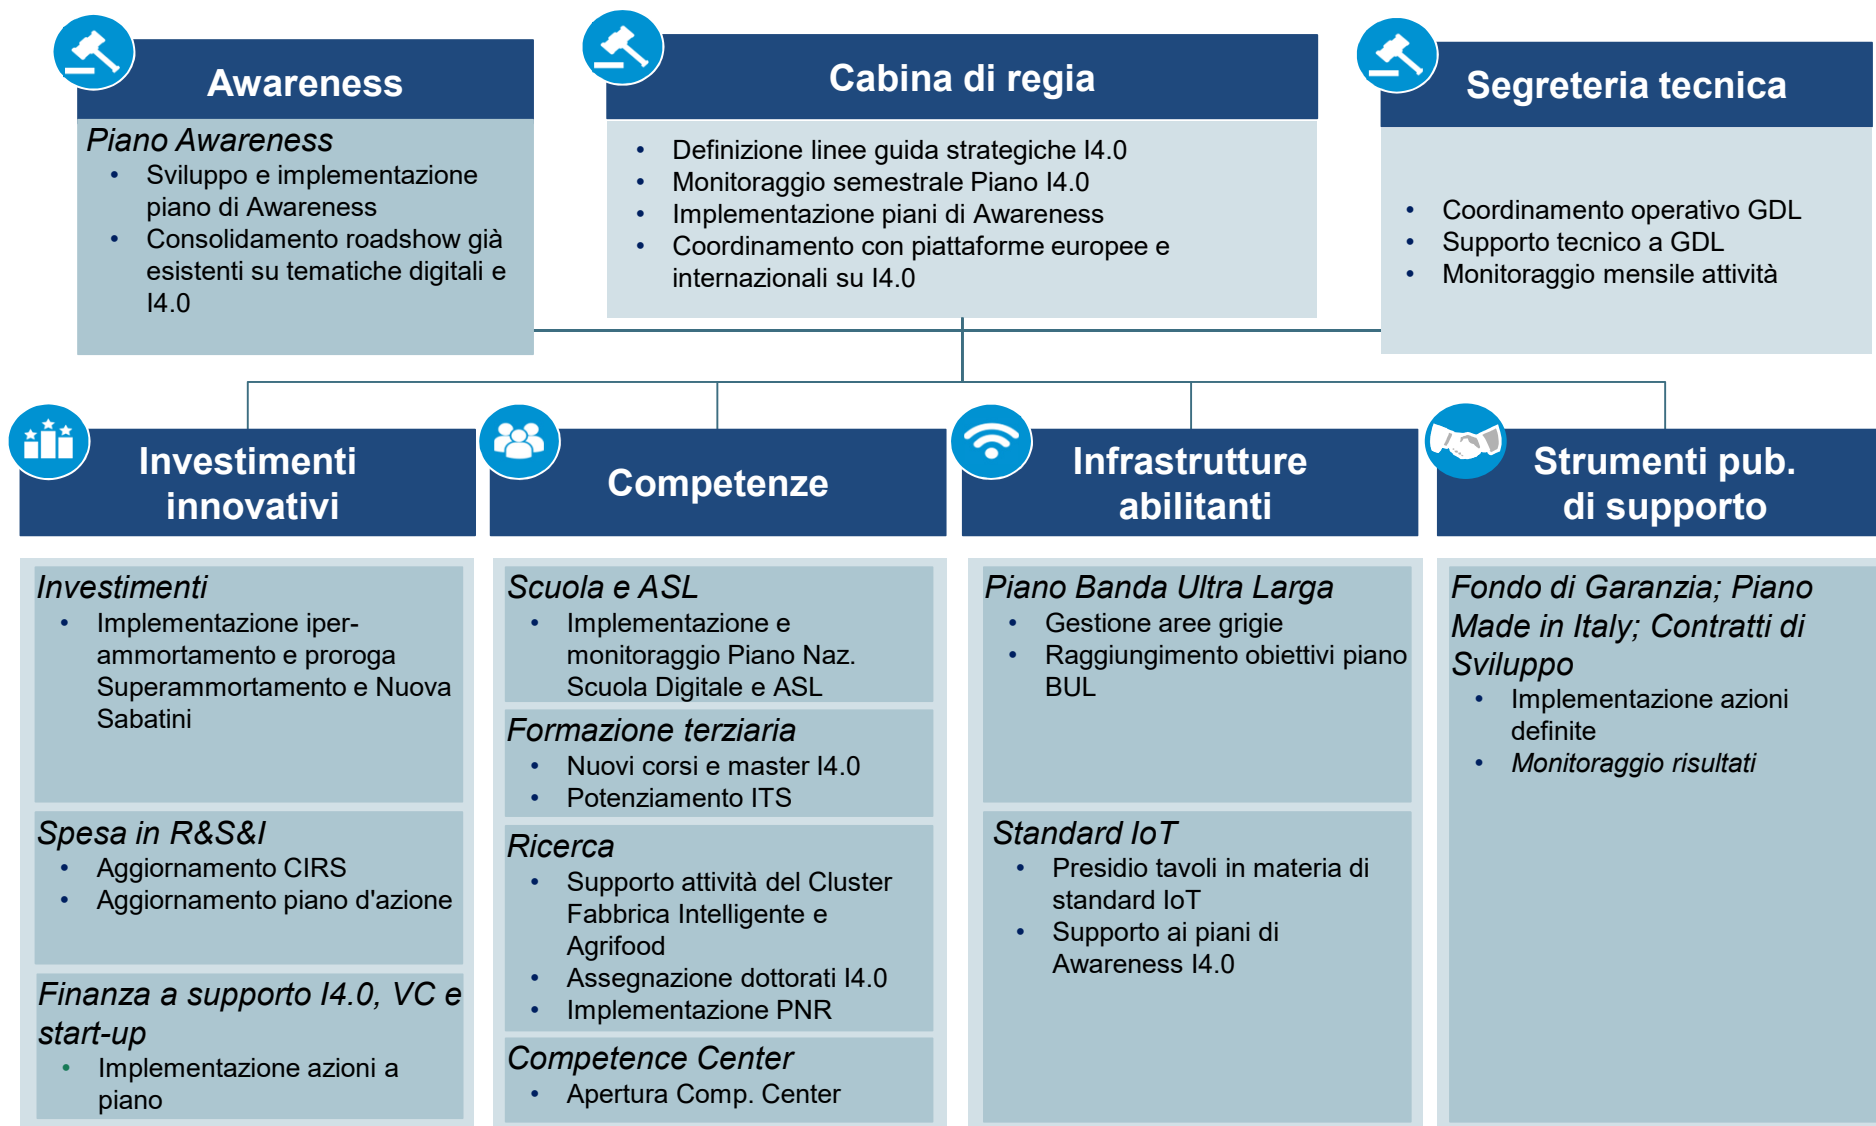 Awareness
Piano Awareness
• Sviluppo e implementazione
piano di Awareness
• Consolidamento roadshow già
esistenti su tematiche digitali e
I4.0
Cabina di regia
• Definizione linee guida strategiche I4.0
• Monitoraggio semestrale Piano I4.0
• Implementazione piani di Awareness
• Coordinamento con piattaforme europee e
internazionali su I4.0
Segreteria tecnica
• Coordinamento operativo GDL
• Supporto tecnico a GDL
• Monitoraggio mensile attività
Investimenti
innovativi
Investimenti
• Implementazione iper-
ammortamento e proroga
Superammortamento e Nuova
Sabatini
Spesa in R&S&I
• Aggiornamento CIRS
• Aggiornamento piano d'azione
Finanza a supporto I4.0, VC e
start-up
• Implementazione azioni a
piano
Competenze
Scuola e ASL
• Implementazione e
monitoraggio Piano Naz.
Scuola Digitale e ASL
Formazione terziaria
• Nuovi corsi e master I4.0
• Potenziamento ITS
Ricerca
• Supporto attività del Cluster
Fabbrica Intelligente e
Agrifood
• Assegnazione dottorati I4.0
• Implementazione PNR
Competence Center
• Apertura Comp. Center
Infrastrutture
abilitanti
Piano Banda Ultra Larga
• Gestione aree grigie
• Raggiungimento obiettivi piano
BUL
Standard IoT
• Presidio tavoli in materia di
standard IoT
• Supporto ai piani di
Awareness I4.0
Strumenti pub.
di supporto
Fondo di Garanzia; Piano
Made in Italy; Contratti di
Sviluppo
• Implementazione azioni
definite
• Monitoraggio risultati